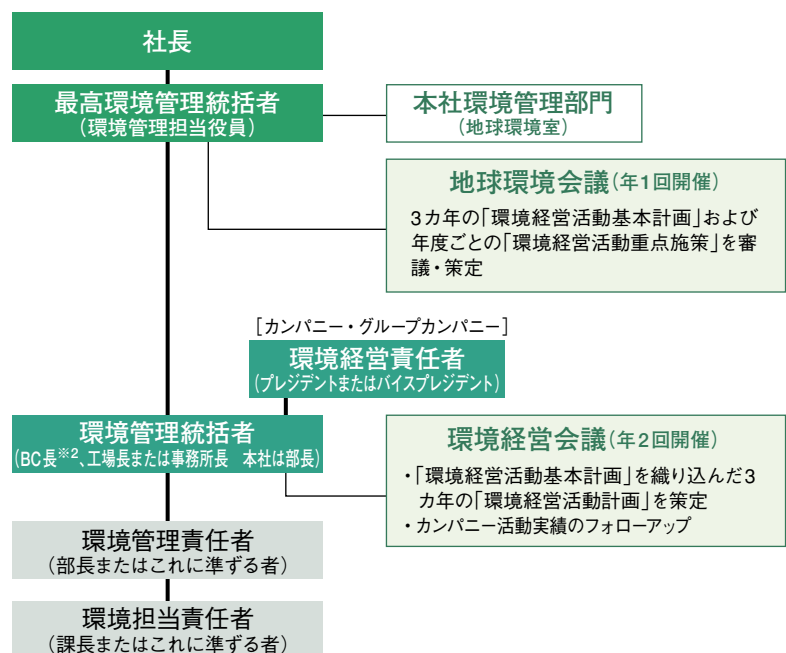 社長
最高環境管理統括者
（環境管理担当役員）
本社環境管理部門
（地球環境室）
地球環境会議（年1回開催）
3カ年の「環境経営活動基本計画」および
年度ごとの「環境経営活動重点施策」を審
議・策定
［カンパニー・グループカンパニー］
環境経営責任者
（プレジデントまたはバイスプレジデント）
環境管理統括者
（BC長※2、工場長または事務所長　本社は部長）
環境経営会議（年2回開催）
・「環境経営活動基本計画」を織り込んだ3
カ年の「環境経営活動計画」を策定
・カンパニー活動実績のフォローアップ
環境管理責任者
（部長またはこれに準ずる者）
環境担当責任者
（課長またはこれに準ずる者）